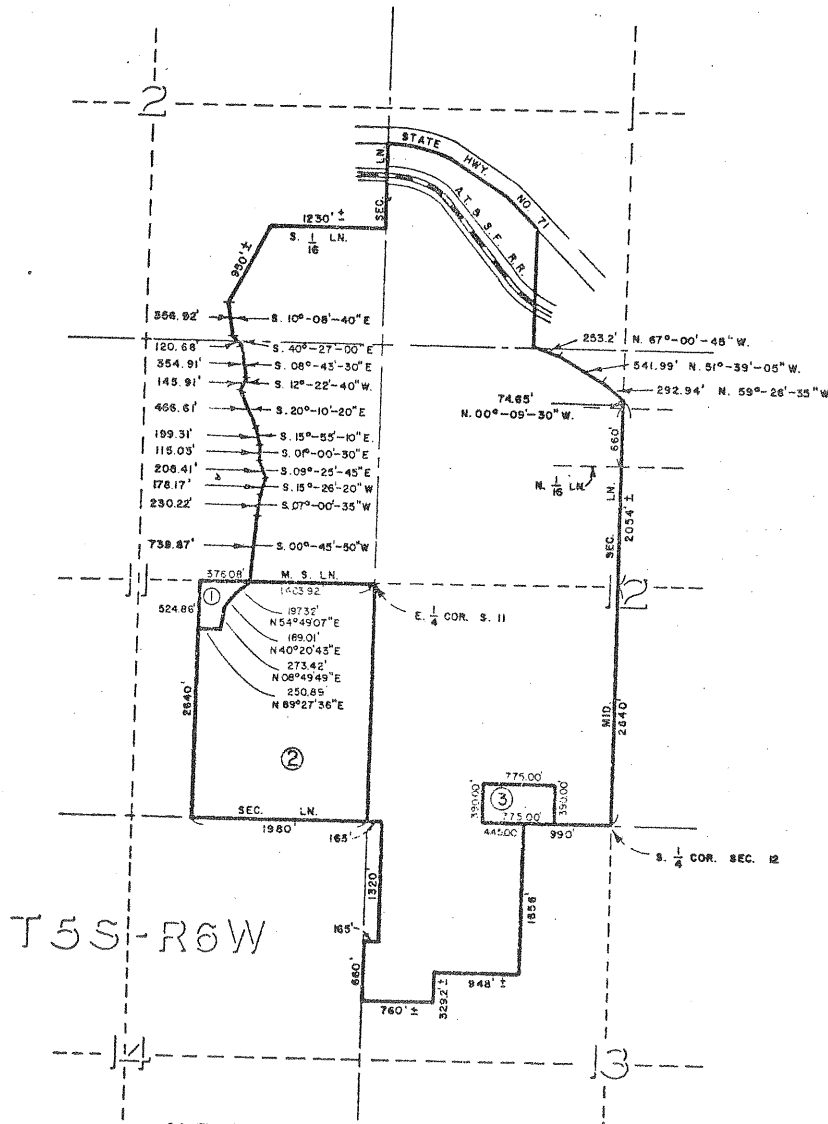 2
1
STATE HWY. NO 71
A.T. & S.F. R.R.
SEC. LN.
1230' ±
S. 1/16 LN.
950' ±
356.92' S. 10°-08'-40" E
120.68' S. 40°-27'-00" E
354.91' S. 08°-43'-30" E
145.91' S. 12°-22'-40" W.
466.61' S. 20°-10'-20" E
199.31' S. 15°-55'-10" E.
115.03' S. 01°-00'-30" E
208.41' S. 09°-25'-45" E
178.17' S. 15°-26'-20" W
230.22' S. 07°-00'-35" W
739.87' S. 00°-45'-50" W
253.2' N. 67°-00'-45" W.
541.99' N. 51°-39'-05" W.
292.94' N. 59°-26'-35" W
74.65'
N. 00°-09'-30" W.
660'
N. 1/16 LN.
SEC. LN.
2054' ±
11
12
376.08' M. S. LN.
1403.92
524.86'
1
197.32'
N 54°49'07" E
E. 1/4 COR. S. 11
189.01'
N 40°20'43" E
273.42'
N 08°49'49" E
250.85'
N 89°27'36" E
2640'
2
MID.
2640'
775.00'
390.00'
3
390.00'
775.00'
SEC. LN.
1980'
165'
445.00
990'
S. 1/4 COR. SEC. 12
1320'
1656'
T5S-R6W
165'
660'
948' ±
329.2' ±
760' ±
14
13